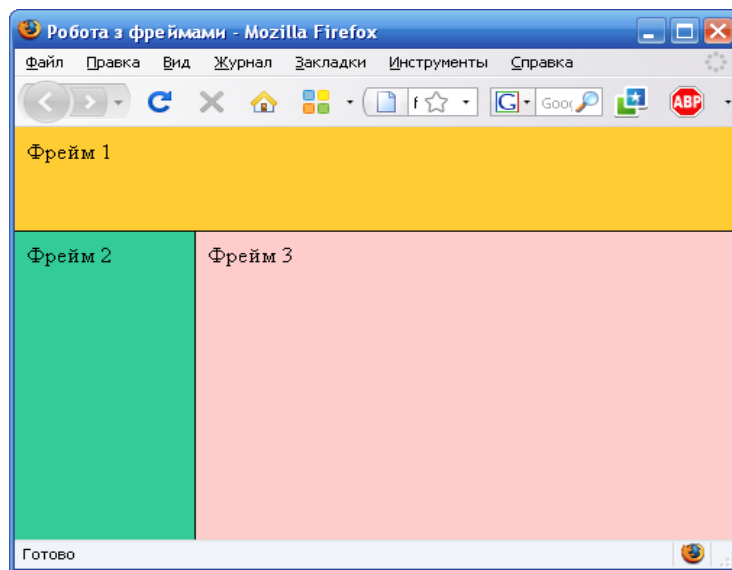 Робота з фреймами - Mozilla Firefox
Файл Правка Вид Журнал Закладки Инструменты Справка
f G Goo ABP
Фрейм 1
Фрейм 2 Фрейм 3
Готово